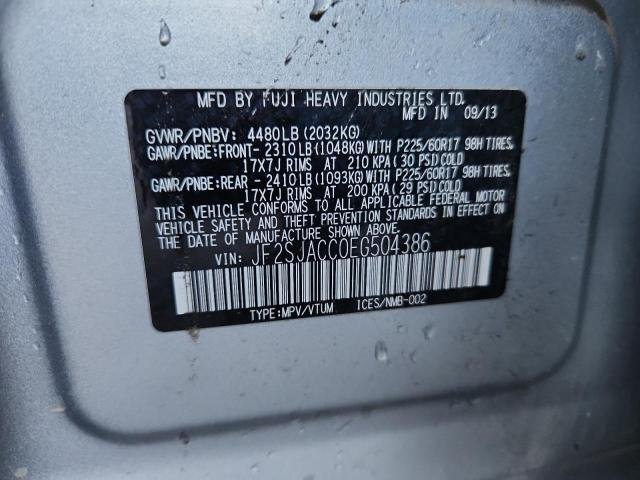 MFD BY FUJI HEAVY INDUSTRIES LTD.
MFD IN 09/13
GVWR/PNBV: 4480LB(2032KG)
GAWR/PNBE:FRONT-2310LB(1048KG)WITH P225/60R17 98H TIRES,
17X7J RIMS AT 210 KPA(30 PSI)COLD
GAWR/PNBE:REAR -2410LB(1093KG)WITH P225/60R17 98H TIRES,
17X7J RIMS AT 200 KPA(29 PSI)COLD
THIS VEHICLE CONFORMS TO ALL APPLICABLE FEDERAL MOTOR
VEHICLE SAFETY AND THEFT PREVENTION STANDARDS IN EFFECT ON
THE DATE OF MANUFACTURE SHOWN ABOVE.
VIN: JF2SJACC0EG504386
TYPE:MPV/VTUM ICES/NMB-002